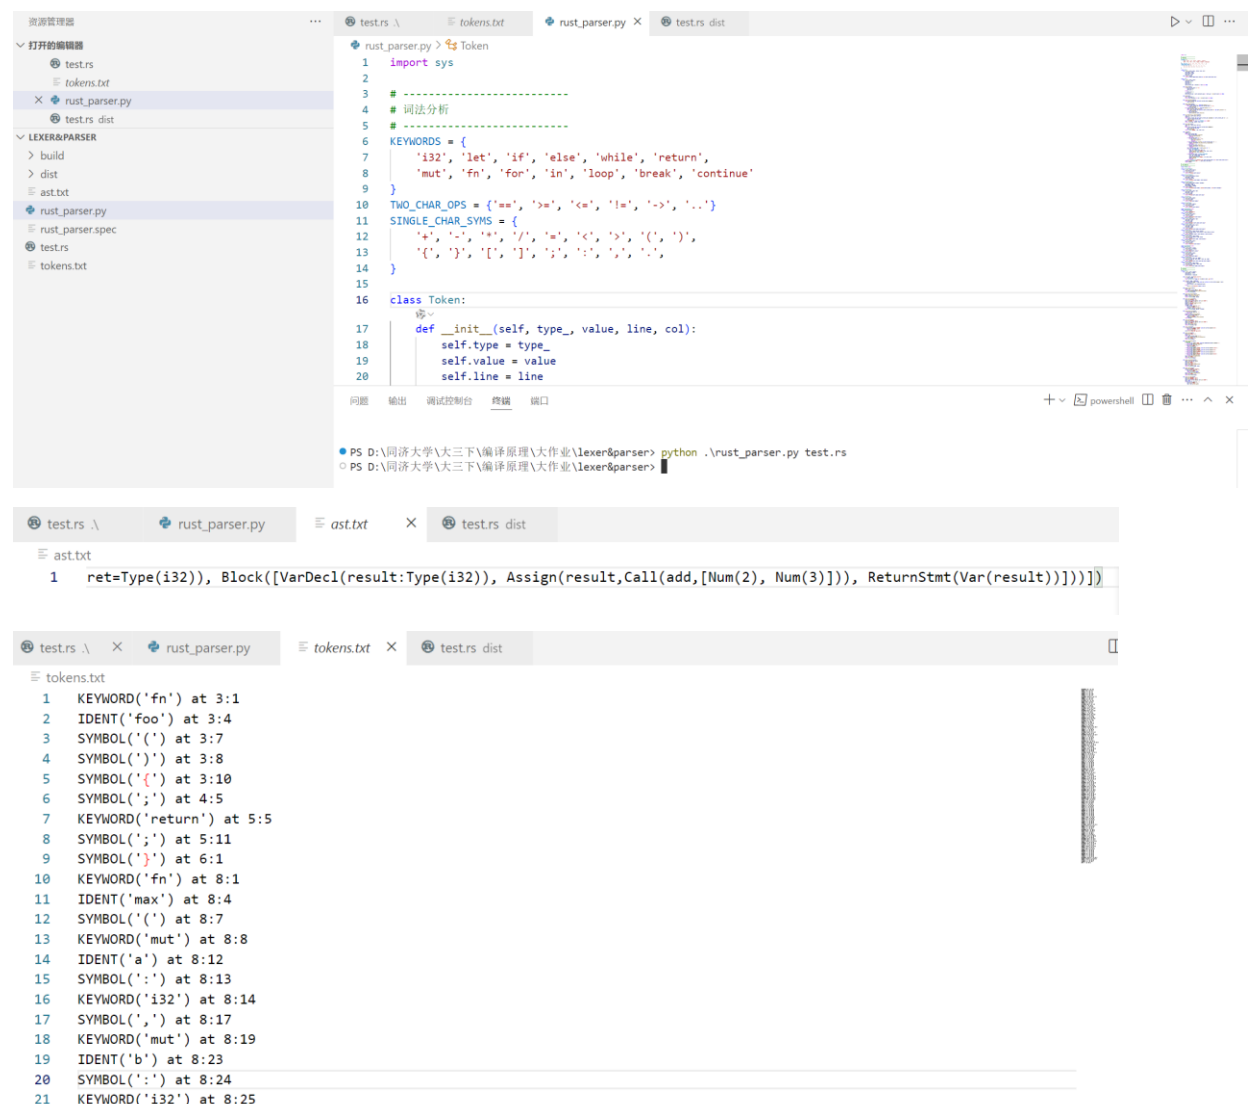 资源管理器 ···
打开的编辑器
test.rs
tokens.txt
rust_parser.py
test.rs dist
LEXER&PARSER
build
dist
ast.txt
rust_parser.py
rust_parser.spec
test.rs
tokens.txt
test.rs .\ tokens.txt rust_parser.py test.rs dist
rust_parser.py > Token
1 import sys
2
3 # --------------------------
4 # 词法分析
5 # --------------------------
6 KEYWORDS = {
7 'i32', 'let', 'if', 'else', 'while', 'return',
8 'mut', 'fn', 'for', 'in', 'loop', 'break', 'continue'
9 }
10 TWO_CHAR_OPS = {'==', '>=', '<=', '!=', '->', '..'}
11 SINGLE_CHAR_SYMS = {
12 '+', '-', '*', '/', '=', '<', '>', '(', ')',
13 '{', '}', '[', ']', ';', ':', ',', '.',
14 }
15
16 class Token:
17 def __init__(self, type_, value, line, col):
18 self.type = type_
19 self.value = value
20 self.line = line
问题 输出 调试控制台 终端 端口 powershell
PS D:\同济大学\大三下\编译原理\大作业\lexer&parser> python .\rust_parser.py test.rs
PS D:\同济大学\大三下\编译原理\大作业\lexer&parser>
test.rs .\ rust_parser.py ast.txt test.rs dist
ast.txt
1 ret=Type(i32)), Block([VarDecl(result:Type(i32)), Assign(result,Call(add,[Num(2), Num(3)])), ReturnStmt(Var(result))]))])
test.rs .\ rust_parser.py tokens.txt test.rs dist
tokens.txt
1 KEYWORD('fn') at 3:1
2 IDENT('foo') at 3:4
3 SYMBOL('(') at 3:7
4 SYMBOL(')') at 3:8
5 SYMBOL('{') at 3:10
6 SYMBOL(';') at 4:5
7 KEYWORD('return') at 5:5
8 SYMBOL(';') at 5:11
9 SYMBOL('}') at 6:1
10 KEYWORD('fn') at 8:1
11 IDENT('max') at 8:4
12 SYMBOL('(') at 8:7
13 KEYWORD('mut') at 8:8
14 IDENT('a') at 8:12
15 SYMBOL(':') at 8:13
16 KEYWORD('i32') at 8:14
17 SYMBOL(',') at 8:17
18 KEYWORD('mut') at 8:19
19 IDENT('b') at 8:23
20 SYMBOL(':') at 8:24
21 KEYWORD('i32') at 8:25